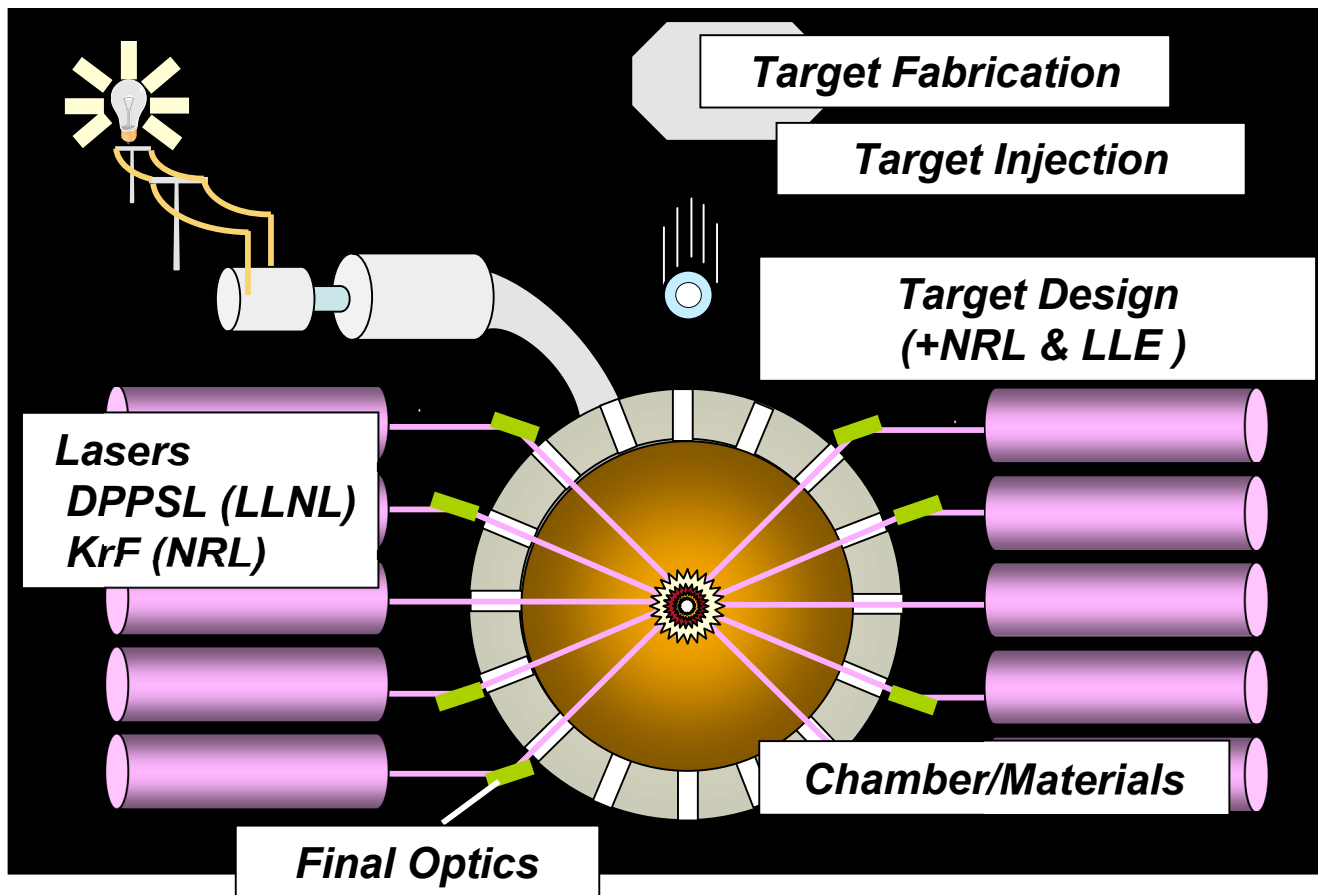 Target Fabrication
Target Injection
Target Design
(+NRL & LLE )
Lasers
DPPSL (LLNL)
KrF (NRL)
Chamber/Materials
Final Optics